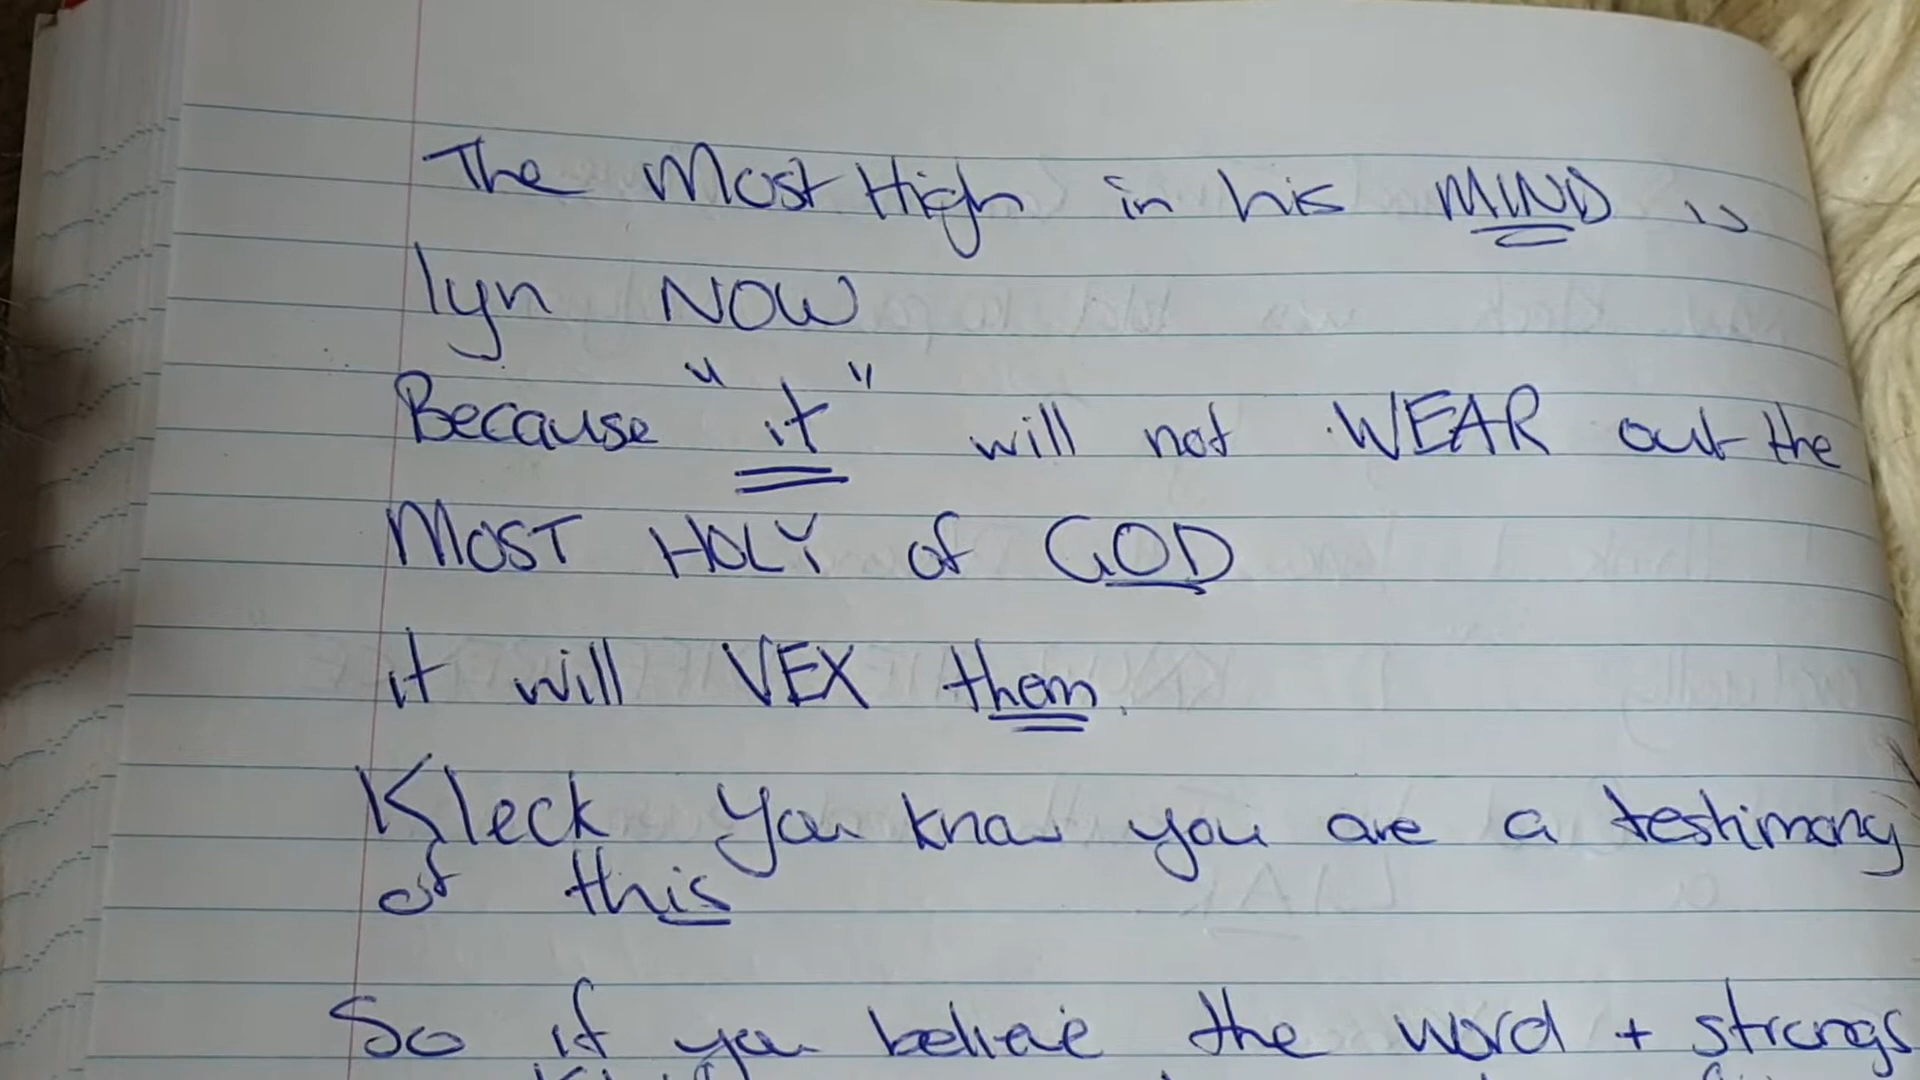 The Most High in his MIND is
lyn NOW
Because "it" will not WEAR out the
MOST HOLY of GOD
it will VEX them.
Kleck you know you are a testimony
of this
So if you believe the word + strongs